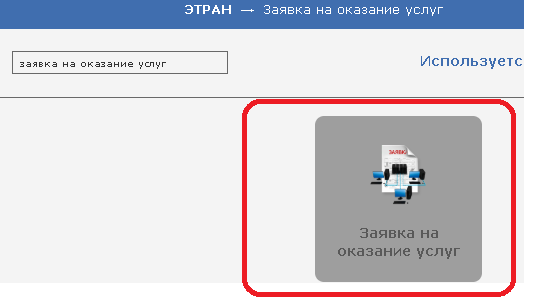 ЭТРАН → Заявка на оказание услуг
заявка на оказание услуг
Используетс
ЗАЯВКА
Заявка на
оказание услуг